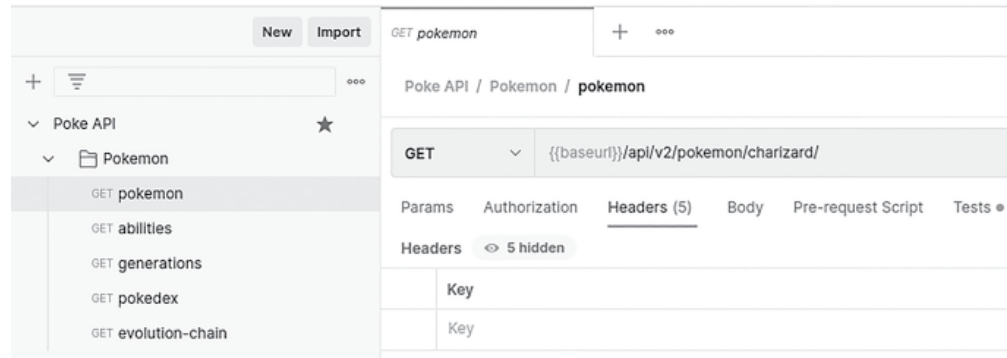 New Import
Poke API
Pokemon
GET pokemon
GET abilities
GET generations
GET pokedex
GET evolution-chain
GET pokemon
Poke API / Pokemon / pokemon
GET {{baseurl}}/api/v2/pokemon/charizard/
Params Authorization Headers (5) Body Pre-request Script Tests
Headers 5 hidden
Key
Key